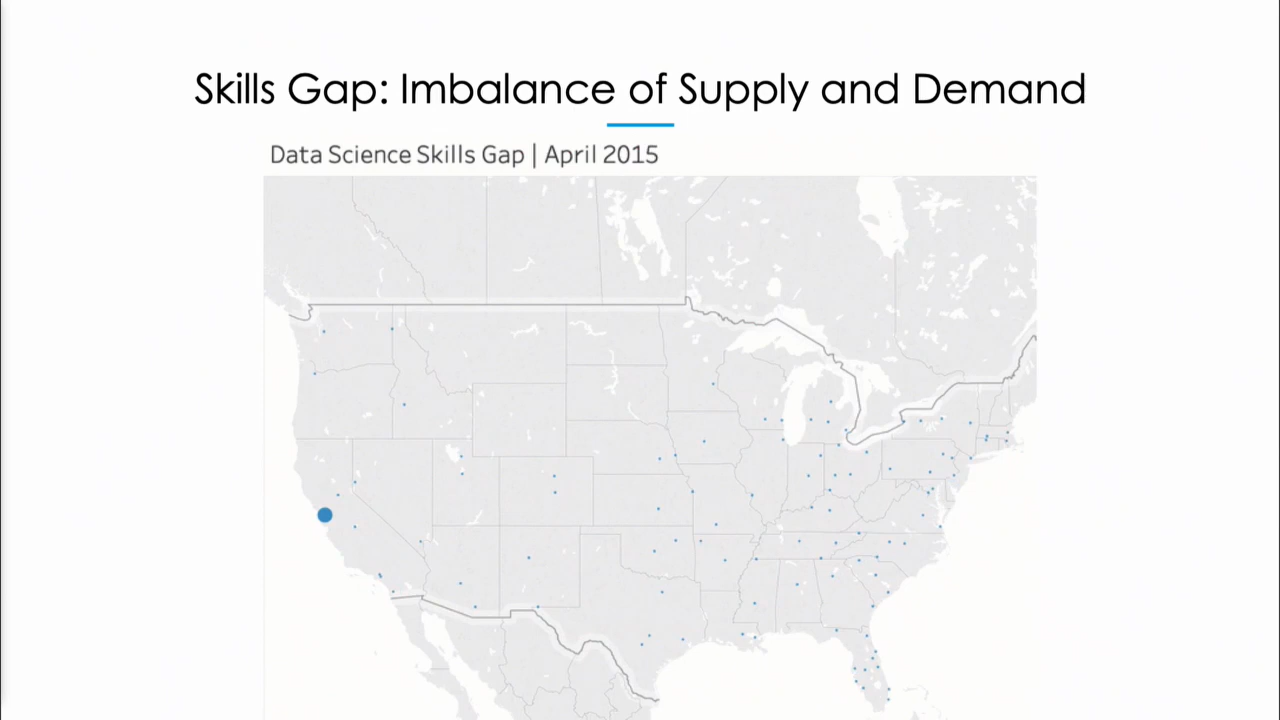 Skills Gap: Imbalance of Supply and Demand
Data Science Skills Gap | April 2015